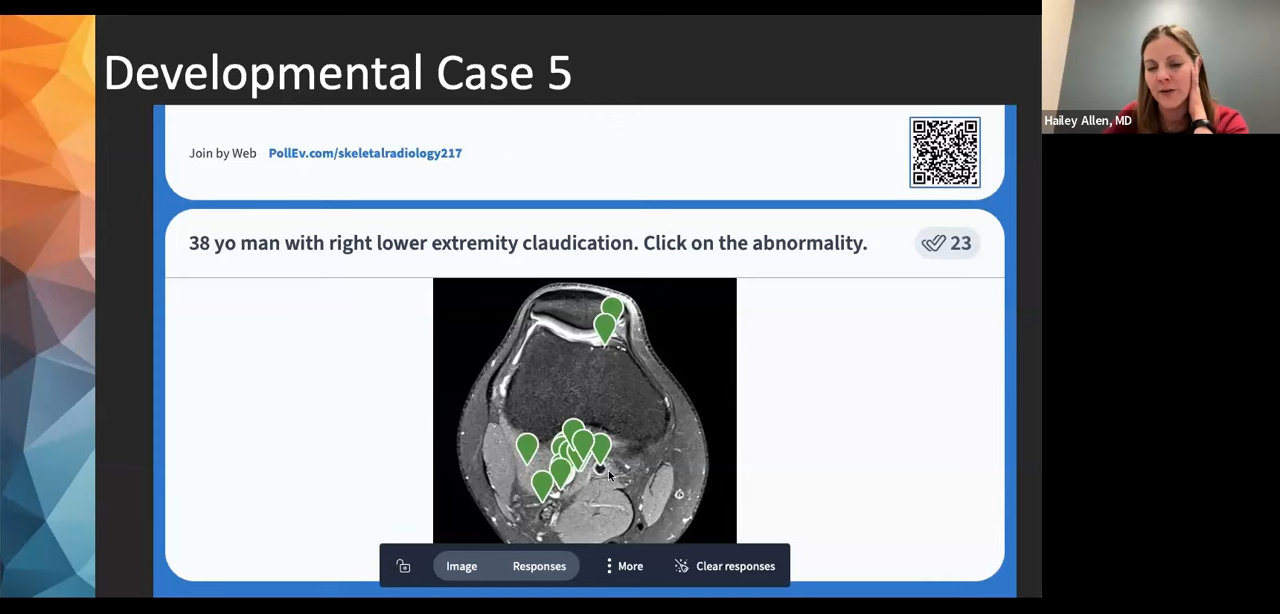 Developmental Case 5
Hailey Allen, MD
Join by Web PollEv.com/skeletalradiology217
38 yo man with right lower extremity claudication. Click on the abnormality.
23
Image Responses More Clear responses